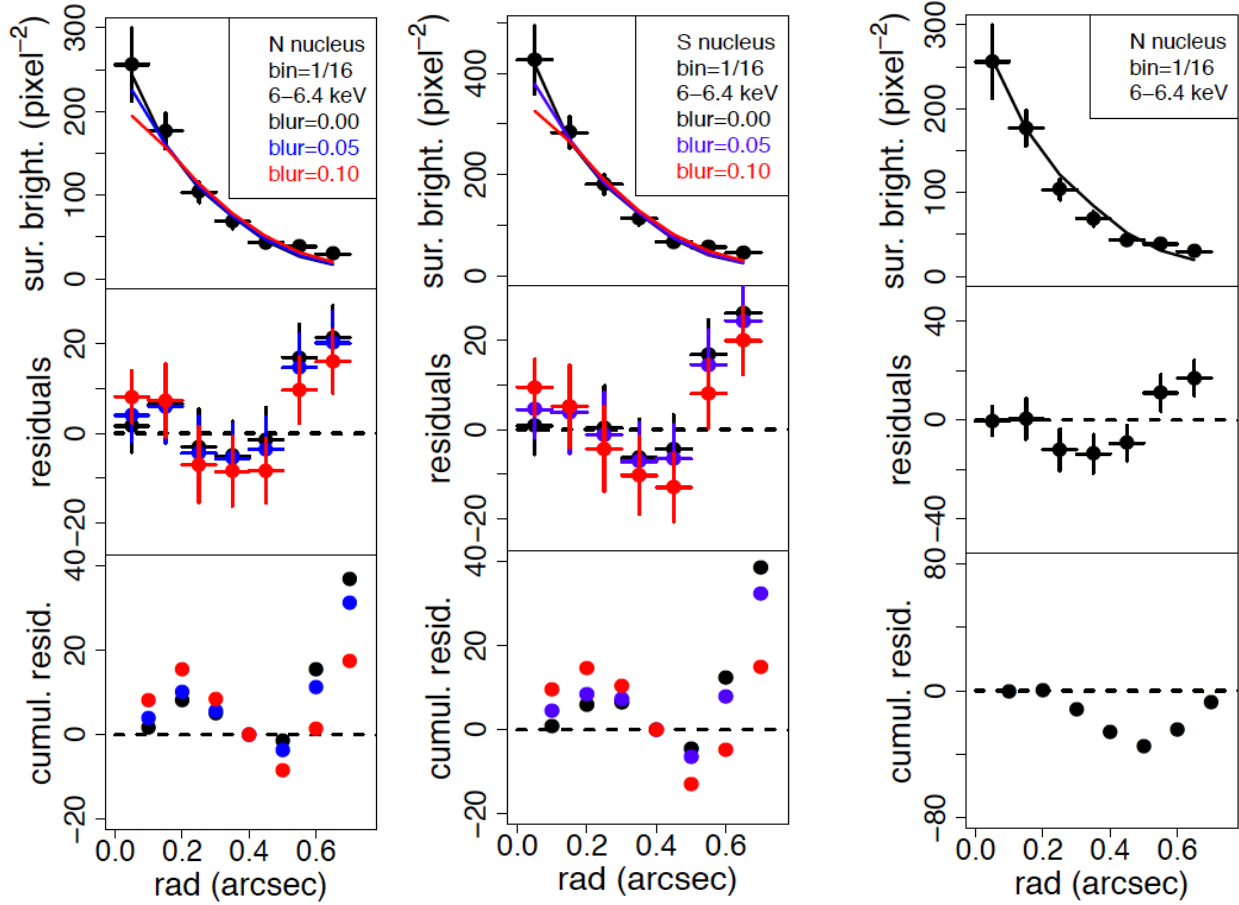 sur. bright. (pixel−2)
0 100 200 300
N nucleus
bin=1/16
6−6.4 keV
blur=0.00
blur=0.05
blur=0.10
residuals
−20 0 20
cumul. resid.
−20 0 20 40
0.0 0.2 0.4 0.6
rad (arcsec)
sur. bright. (pixel−2)
0 200 400
S nucleus
bin=1/16
6−6.4 keV
blur=0.00
blur=0.05
blur=0.10
residuals
−20 0 20
cumul. resid.
−20 0 20 40
0.0 0.2 0.4 0.6
rad (arcsec)
sur. bright. (pixel−2)
0 100 200 300
N nucleus
bin=1/16
6−6.4 keV
residuals
−40 0 40
cumul. resid.
−80 0 80
0.0 0.2 0.4 0.6
rad (arcsec)